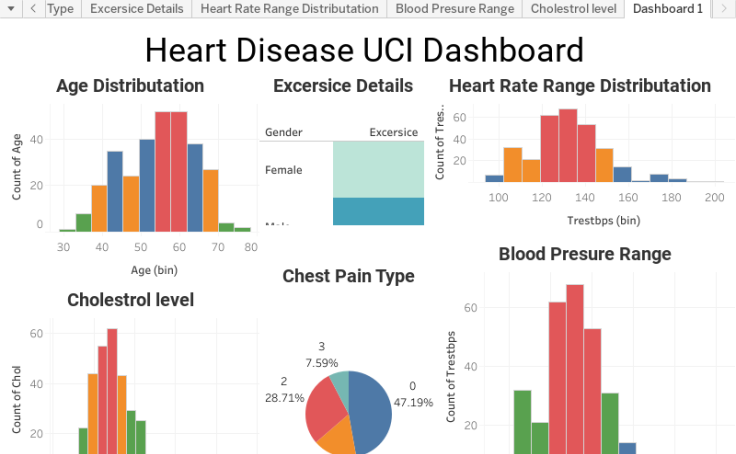 Type Excersice Details Heart Rate Range Distributation Blood Presure Range Cholestrol level Dashboard 1
Heart Disease UCI Dashboard
Age Distributation
Count of Age
40
20
0
30 40 50 60 70 80
Age (bin)
Excersice Details
Gender Excersice
Female
Heart Rate Range Distributation
Count of Tres..
60
40
20
100 120 140 160 180 200
Trestbps (bin)
Cholestrol level
Count of Chol
60
40
20
Chest Pain Type
3
7.59%
2
28.71%
0
47.19%
Blood Presure Range
Count of Trestbps
60
40
20